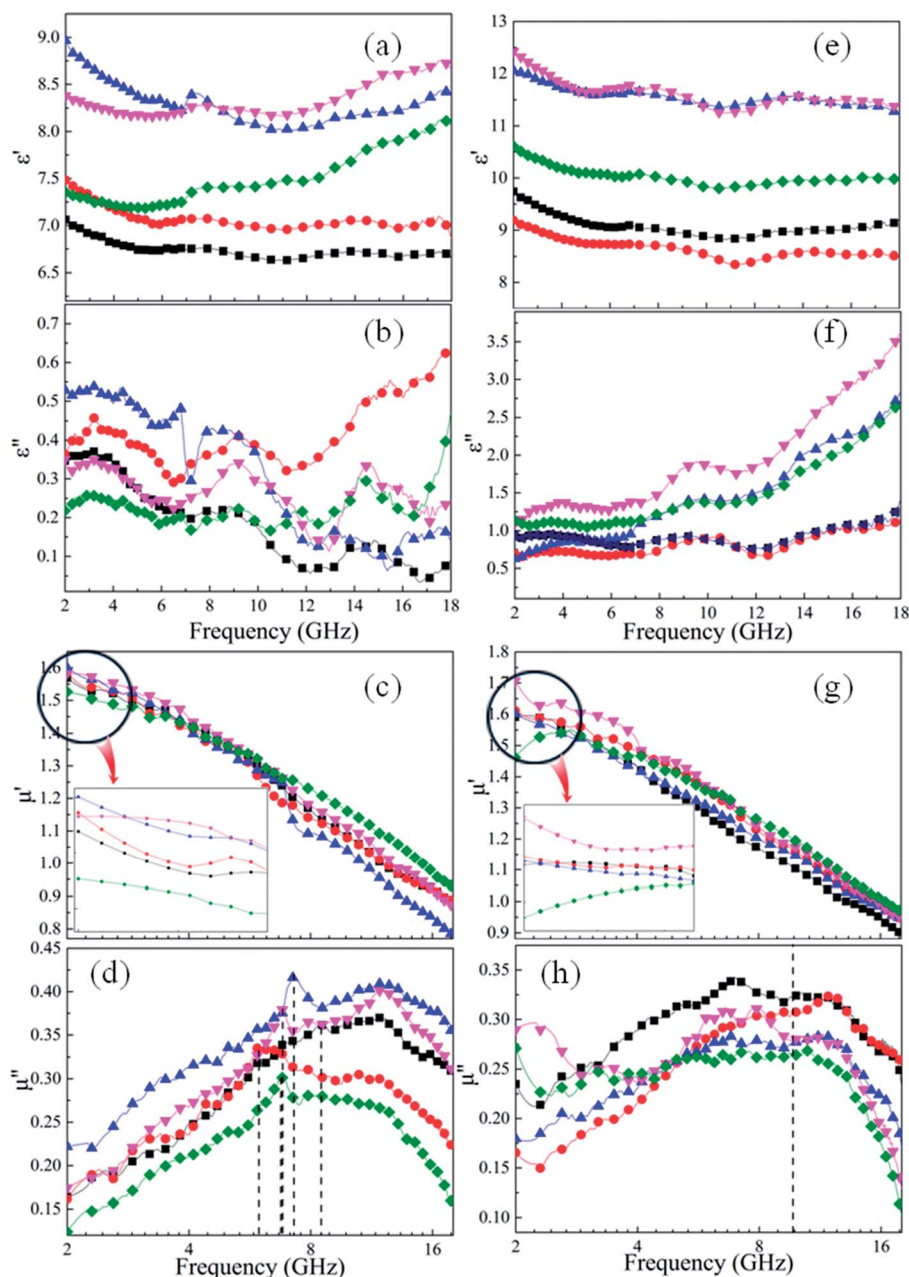 (a)
9.0
8.5
8.0
7.5
7.0
6.5
ε'
(b)
0.7
0.6
0.5
0.4
0.3
0.2
0.1
ε''
2 4 6 8 10 12 14 16 18
Frequency (GHz)
(c)
1.6
1.5
1.4
1.3
1.2
1.1
1.0
0.9
0.8
μ'
(d)
0.45
0.40
0.35
0.30
0.25
0.20
0.15
μ''
2 4 8 16
Frequency (GHz)
(e)
13
12
11
10
9
8
ε'
(f)
3.5
3.0
2.5
2.0
1.5
1.0
0.5
ε''
2 4 6 8 10 12 14 16 18
Frequency (GHz)
(g)
1.8
1.7
1.6
1.5
1.4
1.3
1.2
1.1
1.0
0.9
μ'
(h)
0.35
0.30
0.25
0.20
0.15
0.10
μ''
2 4 8 16
Frequency (GHz)